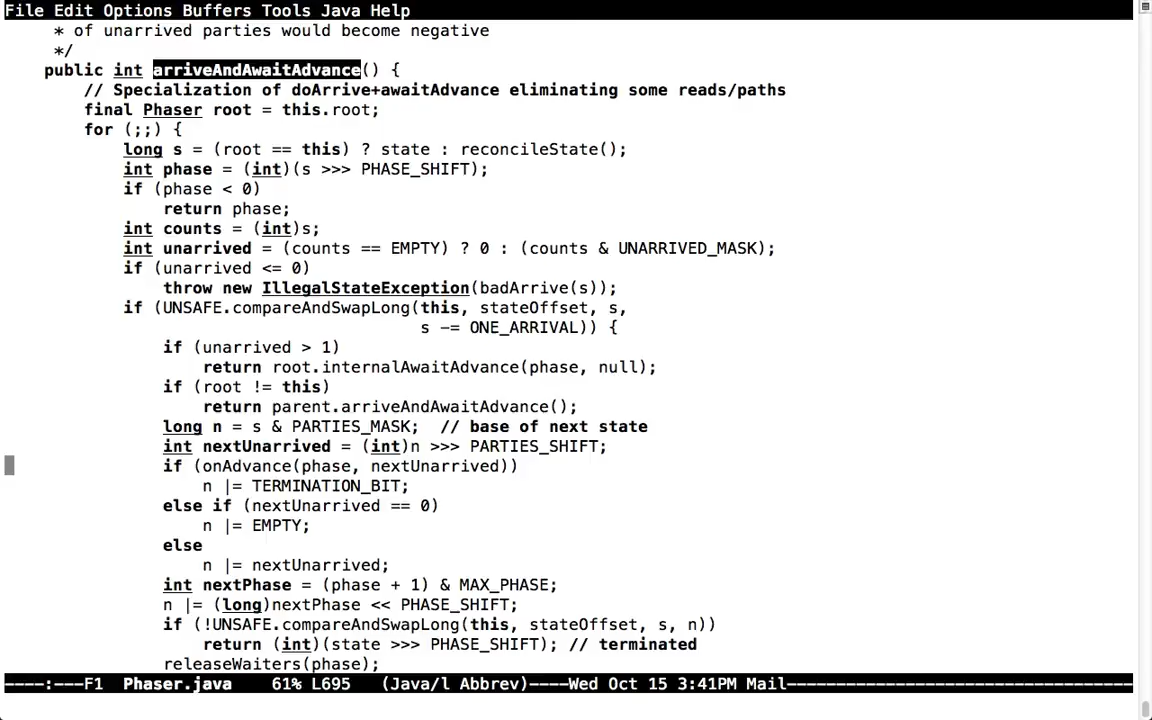 File Edit Options Buffers Tools Java Help
     * of unarrived parties would become negative
     */
    public int arriveAndAwaitAdvance() {
        // Specialization of doArrive+awaitAdvance eliminating some reads/paths
        final Phaser root = this.root;
        for (;;) {
            long s = (root == this) ? state : reconcileState();
            int phase = (int)(s >>> PHASE_SHIFT);
            if (phase < 0)
                return phase;
            int counts = (int)s;
            int unarrived = (counts == EMPTY) ? 0 : (counts & UNARRIVED_MASK);
            if (unarrived <= 0)
                throw new IllegalStateException(badArrive(s));
            if (UNSAFE.compareAndSwapLong(this, stateOffset, s,
                                          s -= ONE_ARRIVAL)) {
                if (unarrived > 1)
                    return root.internalAwaitAdvance(phase, null);
                if (root != this)
                    return parent.arriveAndAwaitAdvance();
                long n = s & PARTIES_MASK;  // base of next state
                int nextUnarrived = (int)n >>> PARTIES_SHIFT;
                if (onAdvance(phase, nextUnarrived))
                    n |= TERMINATION_BIT;
                else if (nextUnarrived == 0)
                    n |= EMPTY;
                else
                    n |= nextUnarrived;
                int nextPhase = (phase + 1) & MAX_PHASE;
                n |= (long)nextPhase << PHASE_SHIFT;
                if (!UNSAFE.compareAndSwapLong(this, stateOffset, s, n))
                    return (int)(state >>> PHASE_SHIFT); // terminated
                releaseWaiters(phase);
----:---F1  Phaser.java    61% L695   (Java/l Abbrev)----Wed Oct 15 3:41PM Mail-----------------------------------